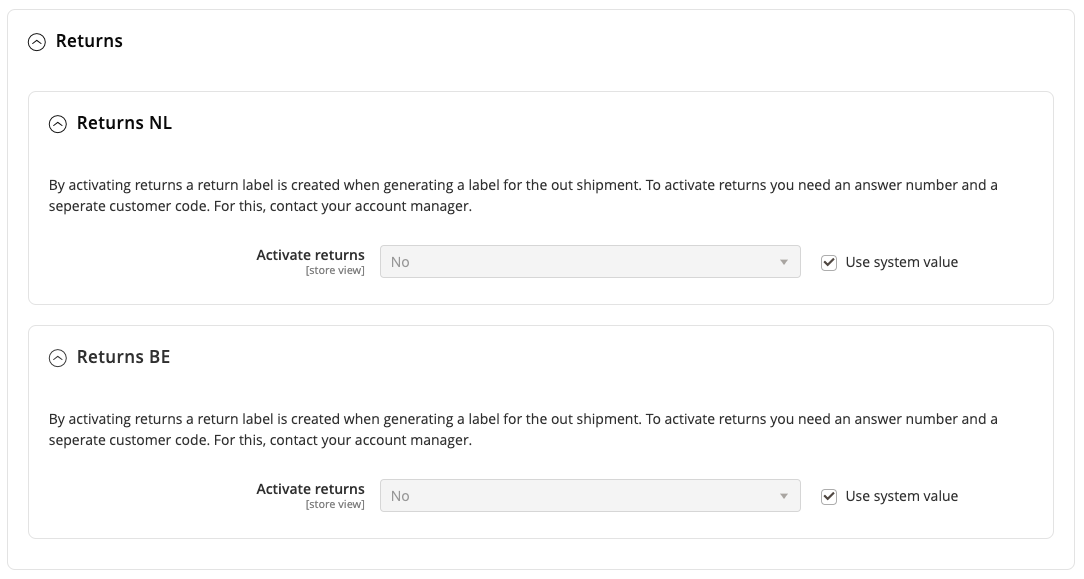 Returns
Returns NL
By activating returns a return label is created when generating a label for the out shipment. To activate returns you need an answer number and a
seperate customer code. For this, contact your account manager.
Activate returns No Use system value
[store view]
Returns BE
By activating returns a return label is created when generating a label for the out shipment. To activate returns you need an answer number and a
seperate customer code. For this, contact your account manager.
Activate returns No Use system value
[store view]